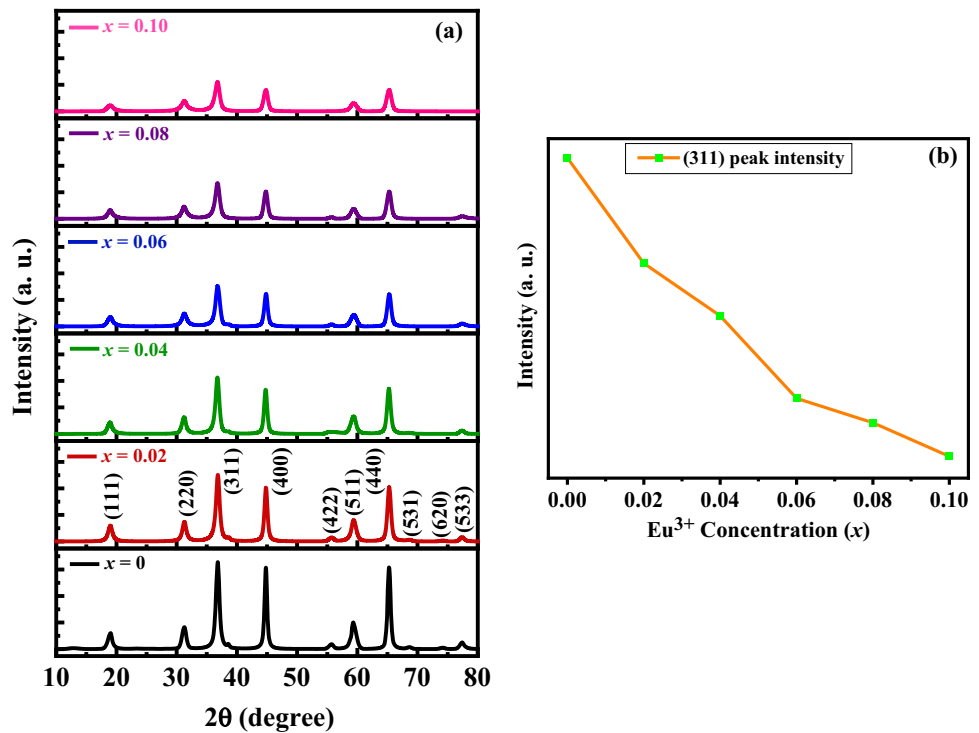 (a)
x = 0.10
x = 0.08
x = 0.06
x = 0.04
x = 0.02
(111)
(220)
(311)
(400)
(422)
(511)
(440)
(531)
(620)
(533)
x = 0
Intensity (a. u.)
10 20 30 40 50 60 70 80
2θ (degree)
(b)
(311) peak intensity
Intensity (a. u.)
0.00 0.02 0.04 0.06 0.08 0.10
Eu³⁺ Concentration (x)